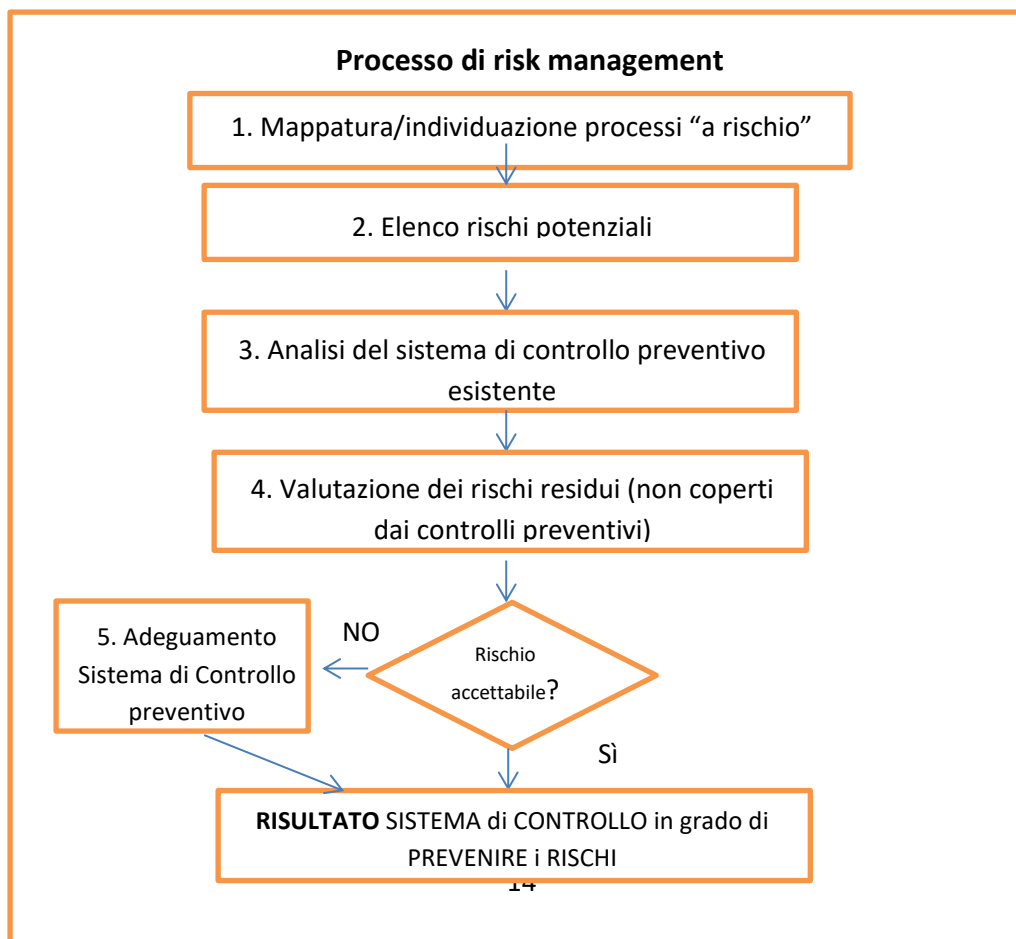 Processo di risk management
1. Mappatura/individuazione processi “a rischio”
2. Elenco rischi potenziali
3. Analisi del sistema di controllo preventivo
esistente
4. Valutazione dei rischi residui (non coperti
dai controlli preventivi)
5. Adeguamento
Sistema di Controllo
preventivo
NO
Rischio
accettabile?
Sì
RISULTATO SISTEMA di CONTROLLO in grado di
PREVENIRE i RISCHI
14